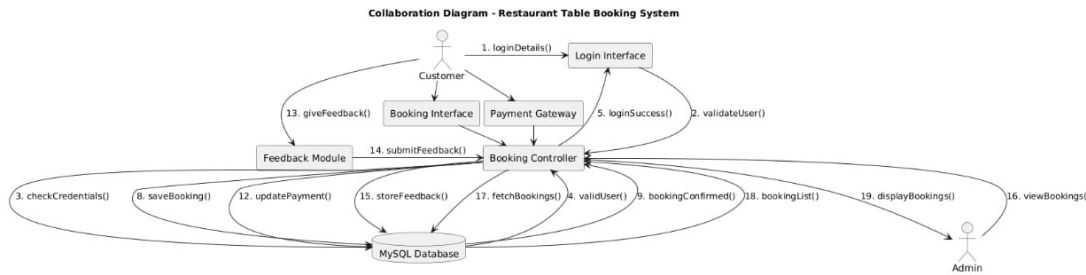 Collaboration Diagram - Restaurant Table Booking System
1. loginDetails()
Login Interface
Customer
13. giveFeedback()
Booking Interface
Payment Gateway
5. loginSuccess()
2. validateUser()
Feedback Module
14. submitFeedback()
Booking Controller
3. checkCredentials()
8. saveBooking()
12. updatePayment()
15. storeFeedback()
17. fetchBookings()
4. validUser()
9. bookingConfirmed()
18. bookingList()
19. displayBookings()
16. viewBookings()
MySQL Database
Admin